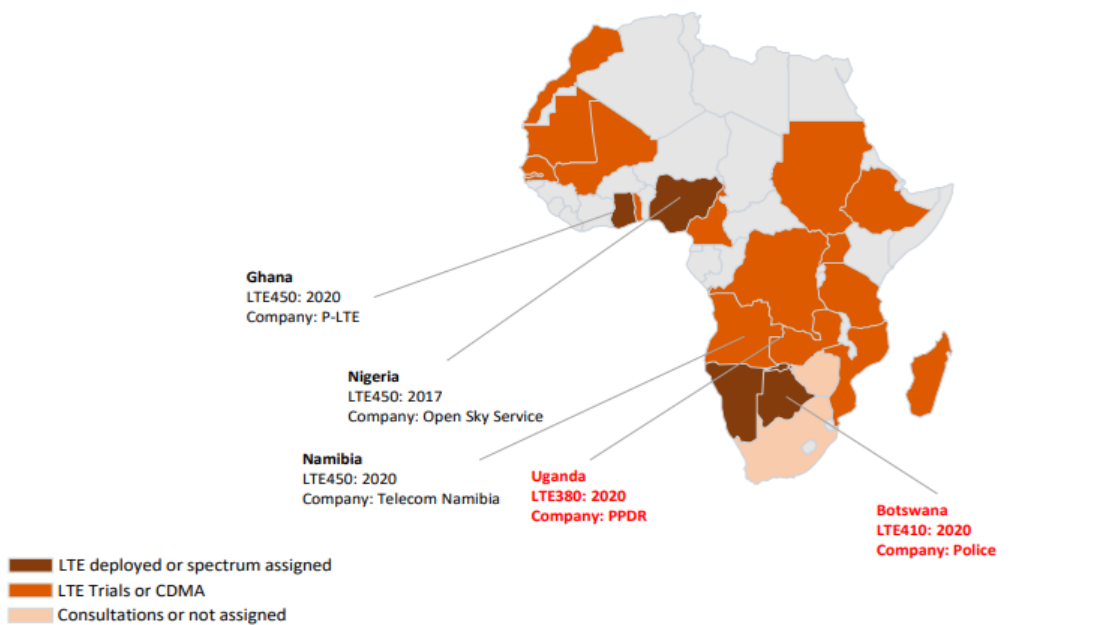 Ghana
LTE450: 2020
Company: P-LTE
Nigeria
LTE450: 2017
Company: Open Sky Service
Namibia
LTE450: 2020
Company: Telecom Namibia
Uganda
LTE380: 2020
Company: PPDR
Botswana
LTE410: 2020
Company: Police
LTE deployed or spectrum assigned
LTE Trials or CDMA
Consultations or not assigned